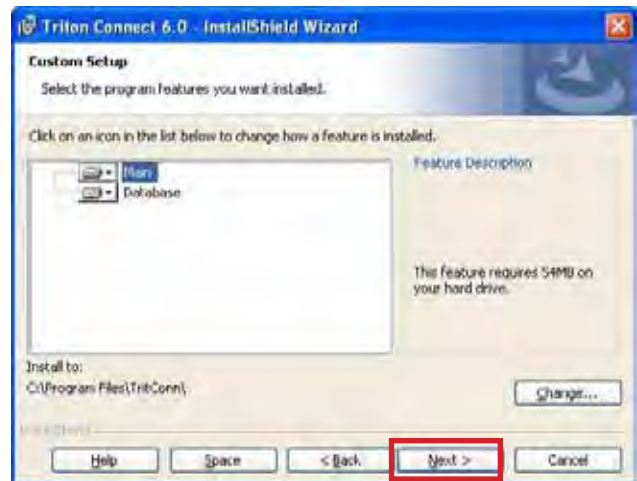 Triton Connect 6.0 - InstallShield Wizard
Custom Setup
Select the program features you want installed.
Click on an icon in the list below to change how a feature is installed.
Main
Database
Feature Description
This feature requires 54MB on
your hard drive.
Install to:
C:\Program Files\TritConn\
Change...
InstallShield
Help
Space
< Back
Next >
Cancel